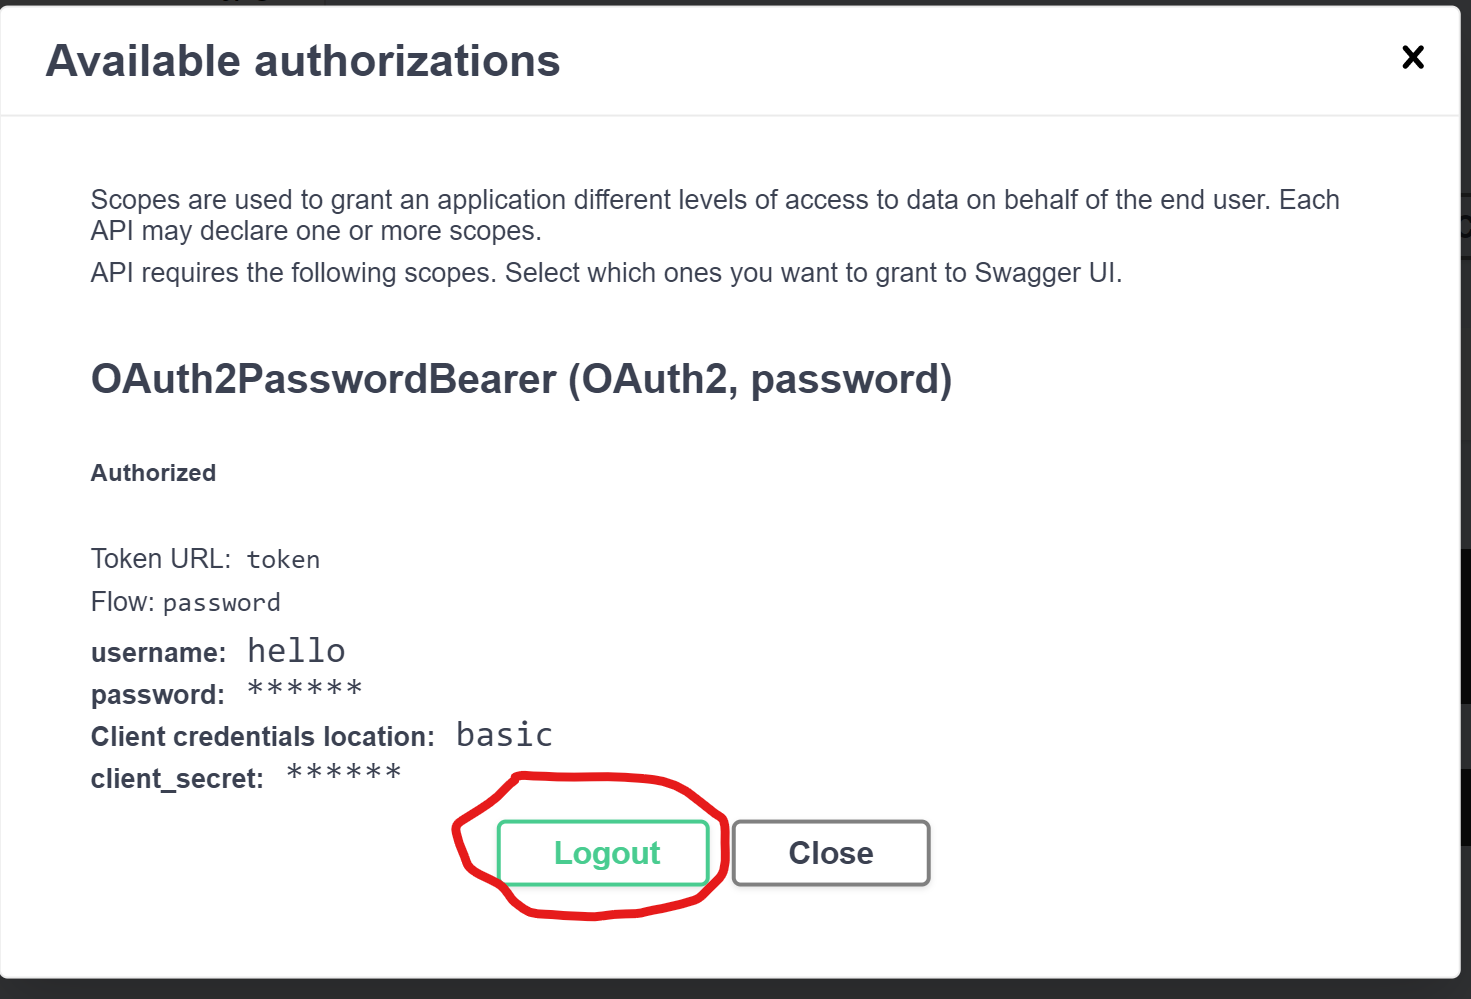 Available authorizations
Scopes are used to grant an application different levels of access to data on behalf of the end user. Each
API may declare one or more scopes.
API requires the following scopes. Select which ones you want to grant to Swagger UI.
OAuth2PasswordBearer (OAuth2, password)
Authorized
Token URL: token
Flow: password
username: hello
password: ******
Client credentials location: basic
client_secret: ******
Logout Close